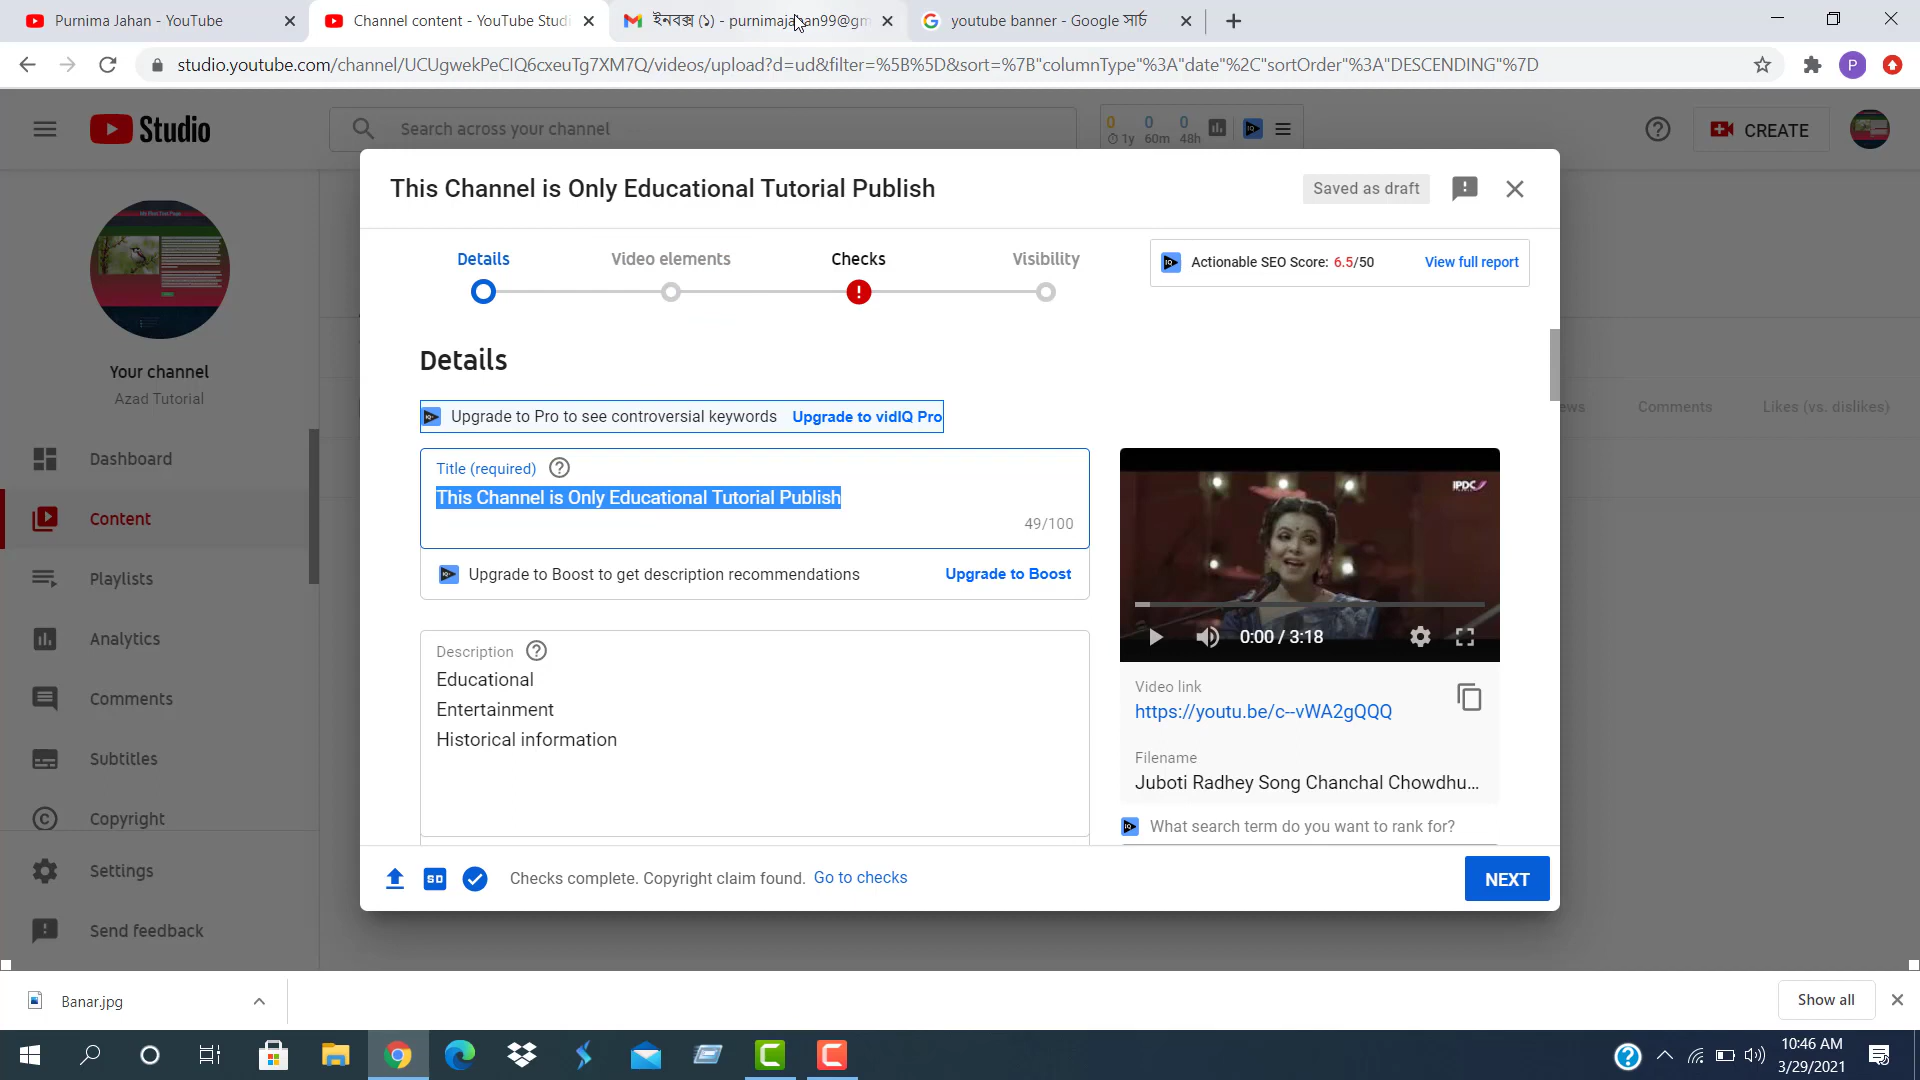 Purnima Jahan - YouTube
Channel content - YouTube Studi
ইনবক্স (১) - purnimajahan99@gm
youtube banner - Google সার্চ
studio.youtube.com/channel/UCUgwekPeCIQ6cxeuTg7XM7Q/videos/upload?d=ud&filter=%5B%5D&sort=%7B"columnType"%3A"date"%2C"sortOrder"%3A"DESCENDING"%7D
P
Studio
Search across your channel
0 0 0
1y 60m 48h
CREATE
This Channel is Only Educational Tutorial Publish
Saved as draft
Details
Video elements
Checks
Visibility
Actionable SEO Score: 6.5/50
View full report
Your channel
Azad Tutorial
Dashboard
Content
Playlists
Analytics
Comments
Subtitles
Copyright
Settings
Send feedback
Details
Upgrade to Pro to see controversial keywords
Upgrade to vidIQ Pro
Title (required)
This Channel is Only Educational Tutorial Publish
49/100
Upgrade to Boost to get description recommendations
Upgrade to Boost
Description
Educational
Entertainment
Historical information
IPDC
0:00 / 3:18
Video link
https://youtu.be/c--vWA2gQQQ
Filename
Juboti Radhey Song Chanchal Chowdhu...
What search term do you want to rank for?
Comments
Likes (vs. dislikes)
SD
Checks complete. Copyright claim found.
Go to checks
NEXT
Banar.jpg
Show all
10:46 AM
3/29/2021